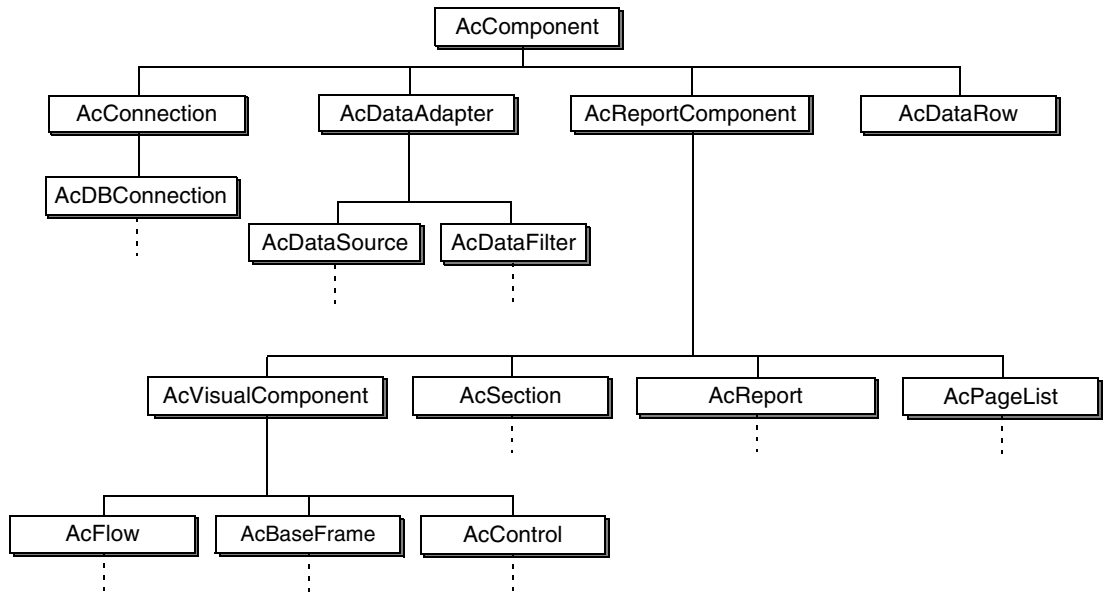 AcComponent
AcConnection
AcDataAdapter
AcReportComponent
AcDataRow
AcDBConnection
AcDataSource
AcDataFilter
AcVisualComponent
AcSection
AcReport
AcPageList
AcFlow
AcBaseFrame
AcControl